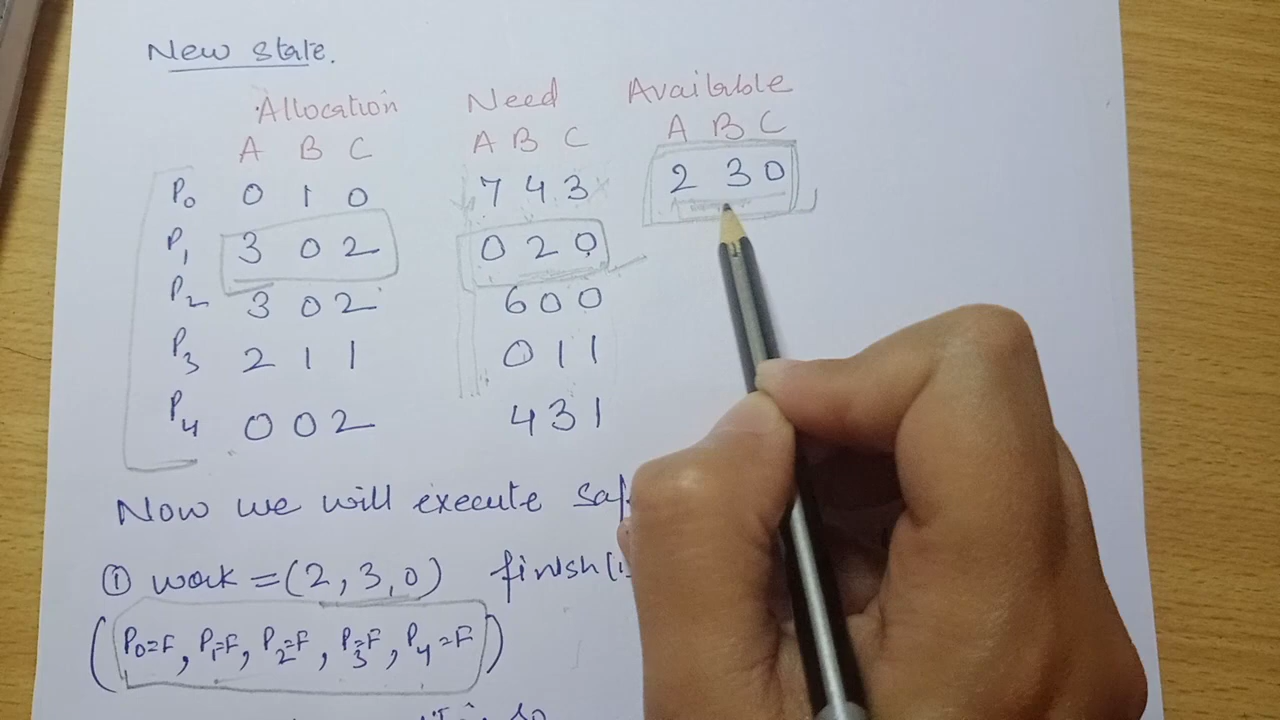 New state.
Allocation Need Available
A B C A B C A B C
P0 0 1 0 7 4 3 2 3 0
P1 3 0 2 0 2 0
P2 3 0 2 6 0 0
P3 2 1 1 0 1 1
P4 0 0 2 4 3 1
Now we will execute saf
① work = (2, 3, 0) finish(i
(P0=F, P1=F, P2=F, P3=F, P4=F)